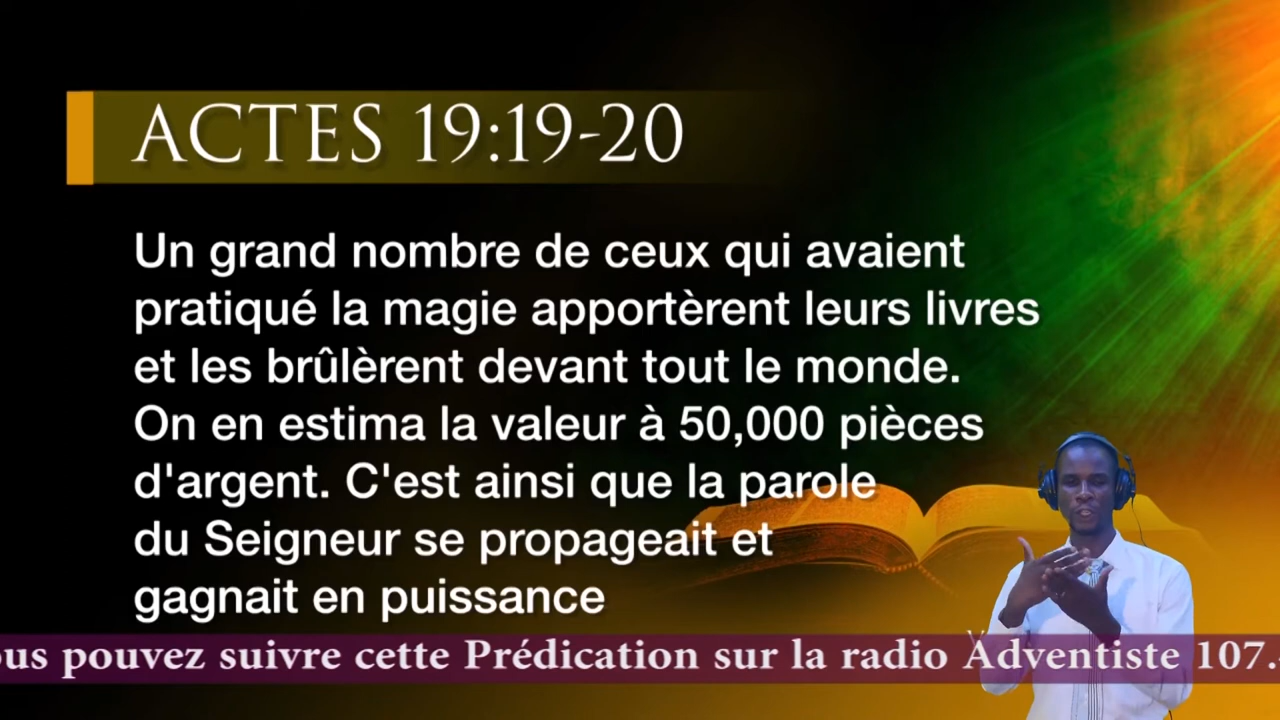 ACTES 19:19-20
Un grand nombre de ceux qui avaient
pratiqué la magie apportèrent leurs livres
et les brûlèrent devant tout le monde.
On en estima la valeur à 50,000 pièces
d'argent. C'est ainsi que la parole
du Seigneur se propageait et
gagnait en puissance
pouvez suivre cette Prédication sur la radio Adventiste 107.